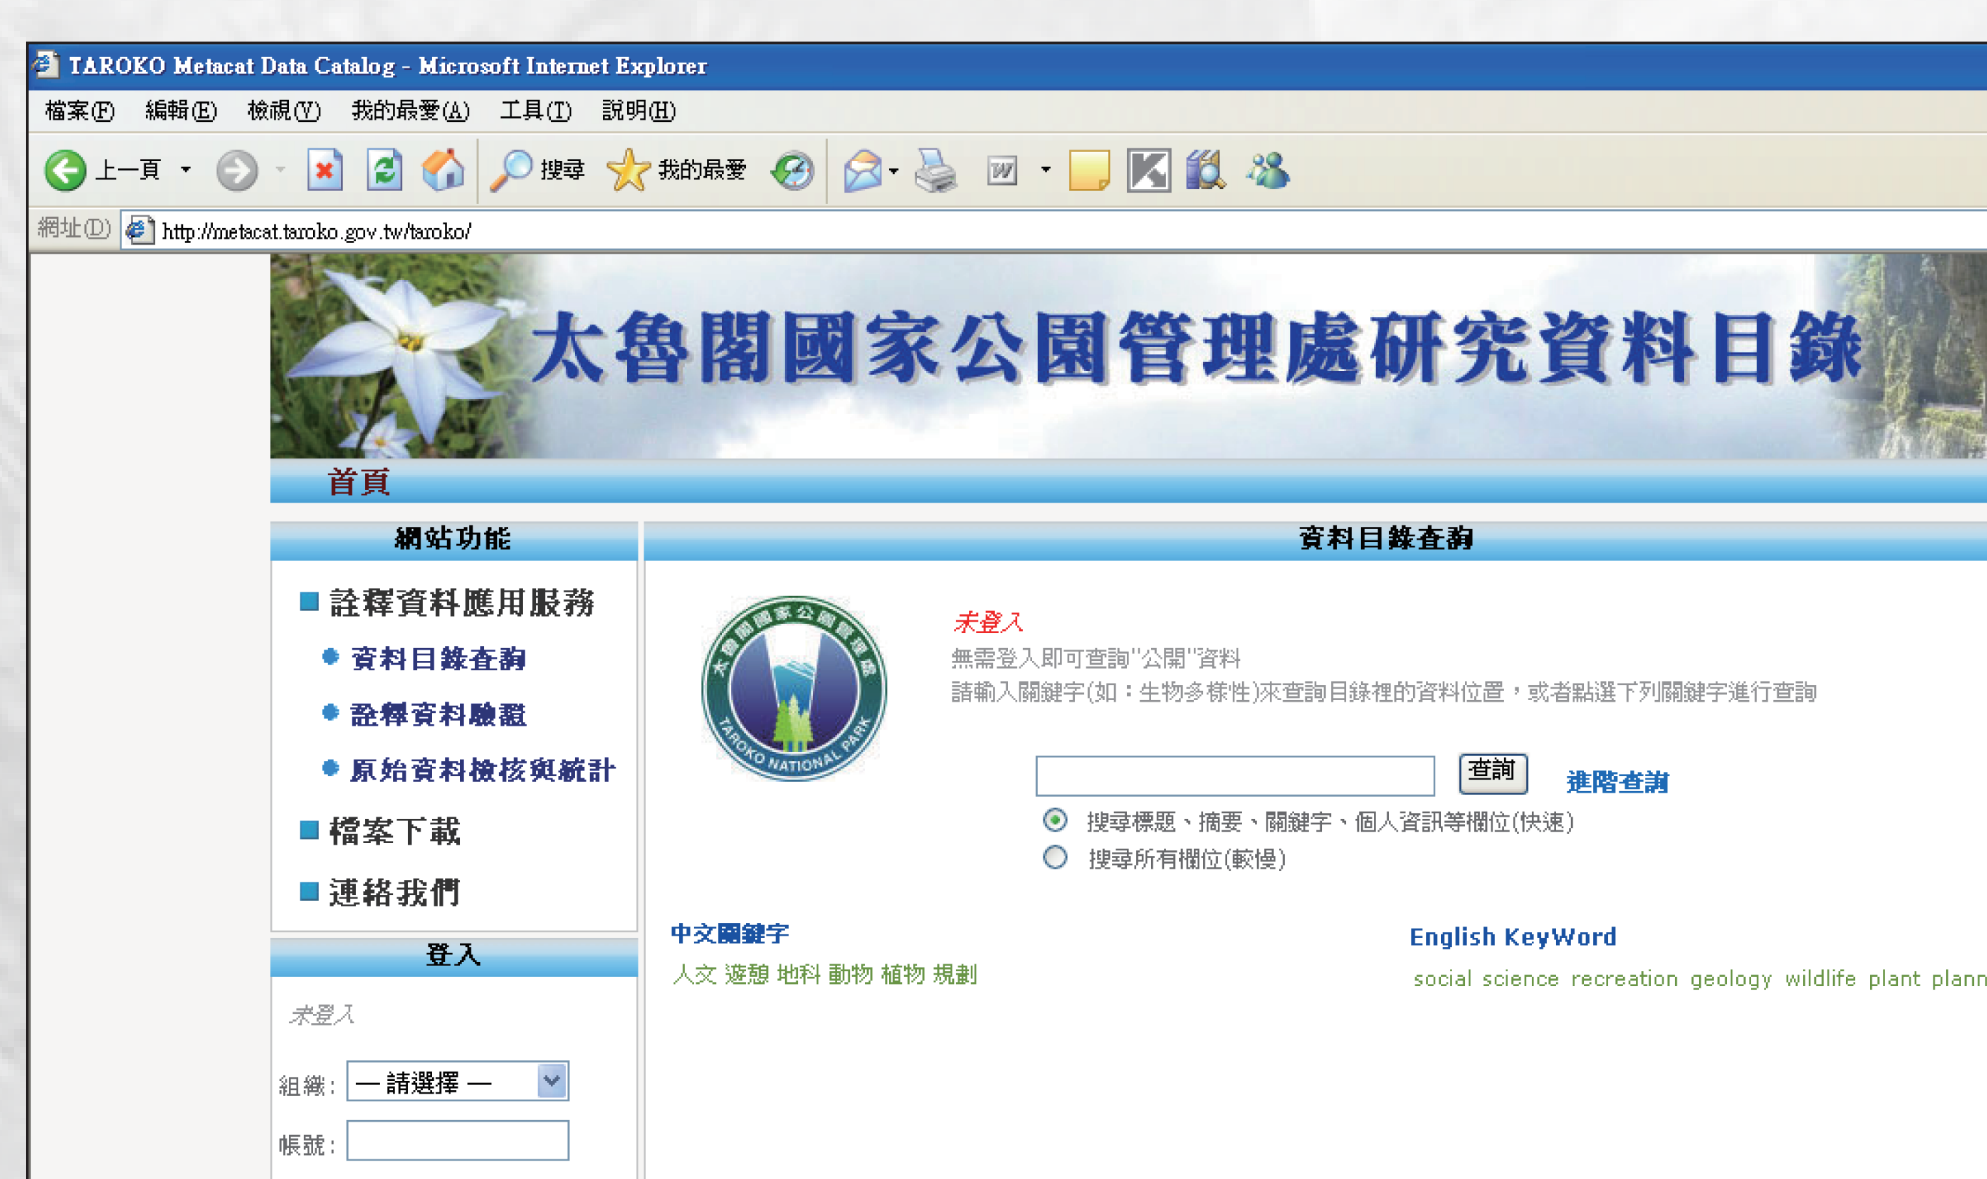 TAROKO Metacat Data Catalog - Microsoft Internet Explorer
檔案(F) 編輯(E) 檢視(V) 我的最愛(A) 工具(T) 說明(H)
上一頁 搜尋 我的最愛
網址(D) http://metacat.taroko.gov.tw/taroko/
太魯閣國家公園管理處研究資料目錄
首頁
網站功能
詮釋資料應用服務
資料目錄查詢
詮釋資料驗證
原始資料檢核與統計
檔案下載
連絡我們
登入
未登入
組織: — 請選擇 —
帳號:
資料目錄查詢
太魯閣國家公園管理處
TAROKO NATIONAL PARK
未登入
無需登入即可查詢"公開"資料
請輸入關鍵字(如：生物多樣性)來查詢目錄裡的資料位置，或者點選下列關鍵字進行查詢
查詢 進階查詢
搜尋標題、摘要、關鍵字、個人資訊等欄位(快速)
搜尋所有欄位(較慢)
中文關鍵字
人文 遊憩 地科 動物 植物 規劃
English KeyWord
social science recreation geology wildlife plant plann